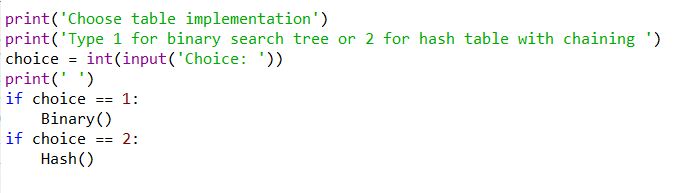 print('Choose table implementation')
print('Type 1 for binary search tree or 2 for hash table with chaining ')
choice = int(input('Choice: '))
print(' ')
if choice == 1:
    Binary()
if choice == 2:
    Hash()